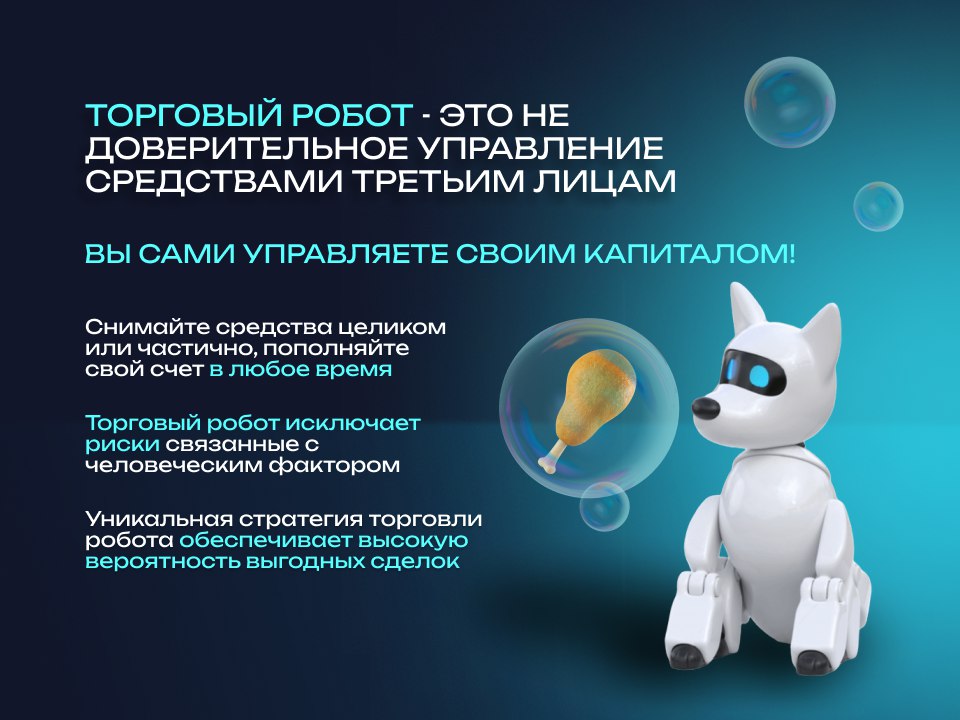 ТОРГОВЫЙ РОБОТ - ЭТО НЕ
ДОВЕРИТЕЛЬНОЕ УПРАВЛЕНИЕ
СРЕДСТВАМИ ТРЕТЬИМ ЛИЦАМ
ВЫ САМИ УПРАВЛЯЕТЕ СВОИМ КАПИТАЛОМ!
Снимайте средства целиком
или частично, пополняйте
свой счет в любое время
Торговый робот исключает
риски связанные с
человеческим фактором
Уникальная стратегия торговли
робота обеспечивает высокую
вероятность выгодных сделок